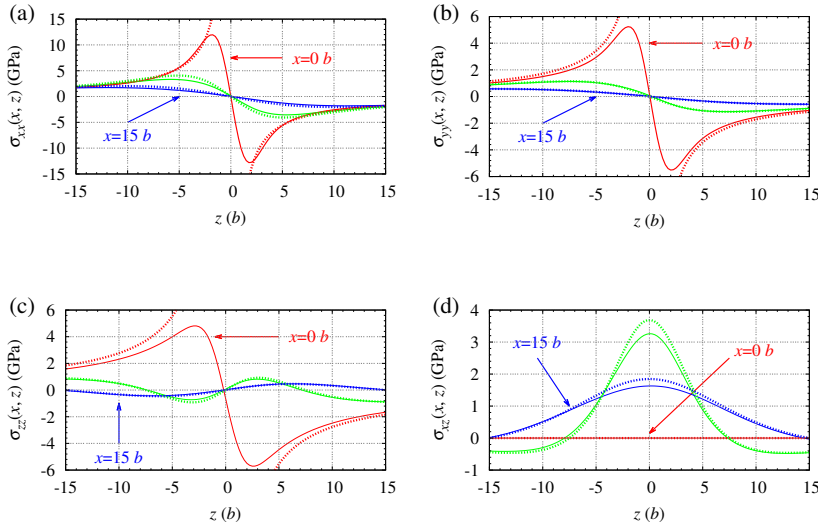 (a)
σxx(x, z) (GPa)
15
10
5
0
-5
-10
-15
x=0 b
x=15 b
-15 -10 -5 0 5 10 15
z (b)
(b)
σyy(x, z) (GPa)
6
4
2
0
-2
-4
-6
x=0 b
x=15 b
-15 -10 -5 0 5 10 15
z (b)
(c)
σzz(x, z) (GPa)
6
4
2
0
-2
-4
-6
x=0 b
x=15 b
-15 -10 -5 0 5 10 15
z (b)
(d)
σxz(x, z) (GPa)
4
3
2
1
0
-1
x=15 b
x=0 b
-15 -10 -5 0 5 10 15
z (b)